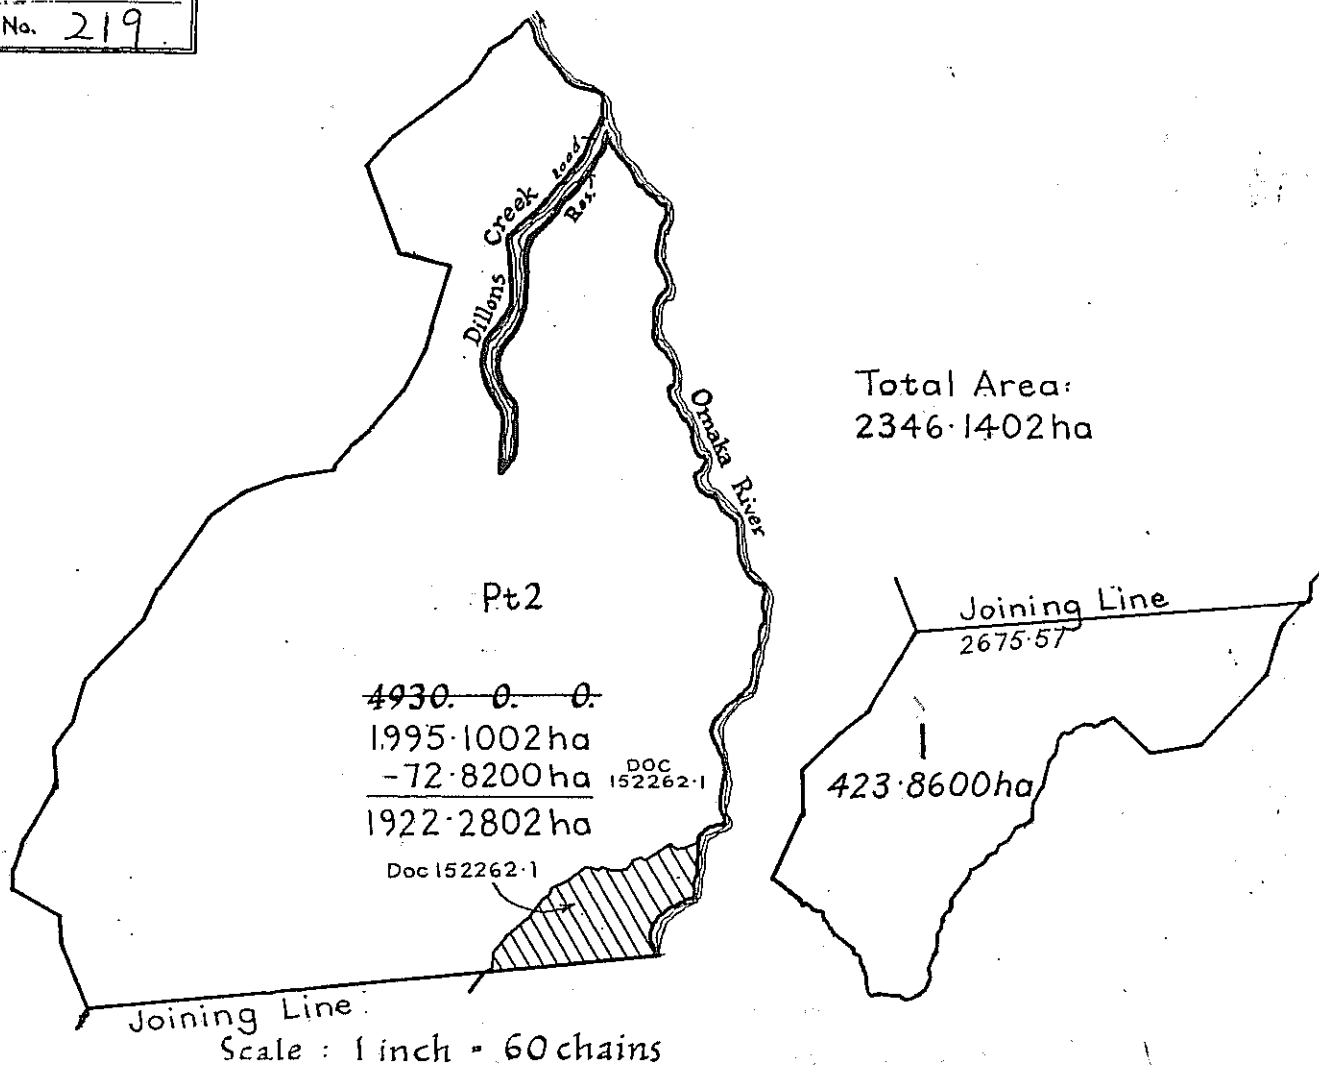 No. 219
Creek road
Res.
Dillons
Omaka River
Total Area:
2346·1402ha
Pt2
4930. 0. 0.
1995·1002ha
-72·8200ha DOC 152262·1
1922·2802ha
Doc 152262·1
Joining Line
2675·57
1
423·8600ha
Joining Line
Scale : 1 inch = 60 chains